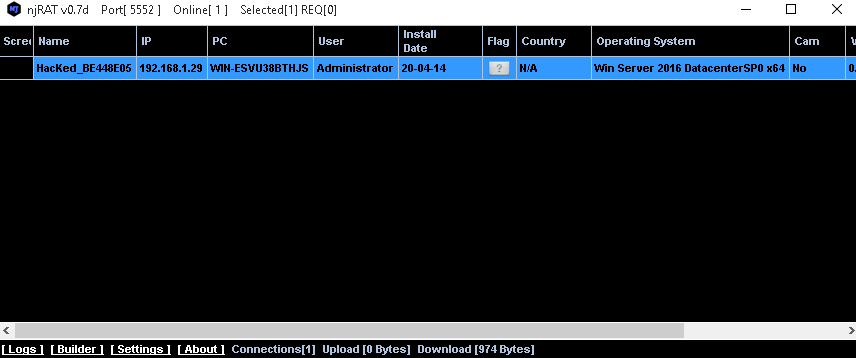 njRAT v0.7d Port[ 5552 ] Online[ 1 ] Selected[1] REQ[0]
Scree Name IP PC User Install Date Flag Country Operating System Cam V
HacKed_BE448E05 192.168.1.29 WIN-ESVU38BTHJS Administrator 20-04-14 ? N/A Win Server 2016 DatacenterSP0 x64 No 0.
[ Logs ] [ Builder ] [ Settings ] [ About ] Connections[1] Upload [0 Bytes] Download [974 Bytes]